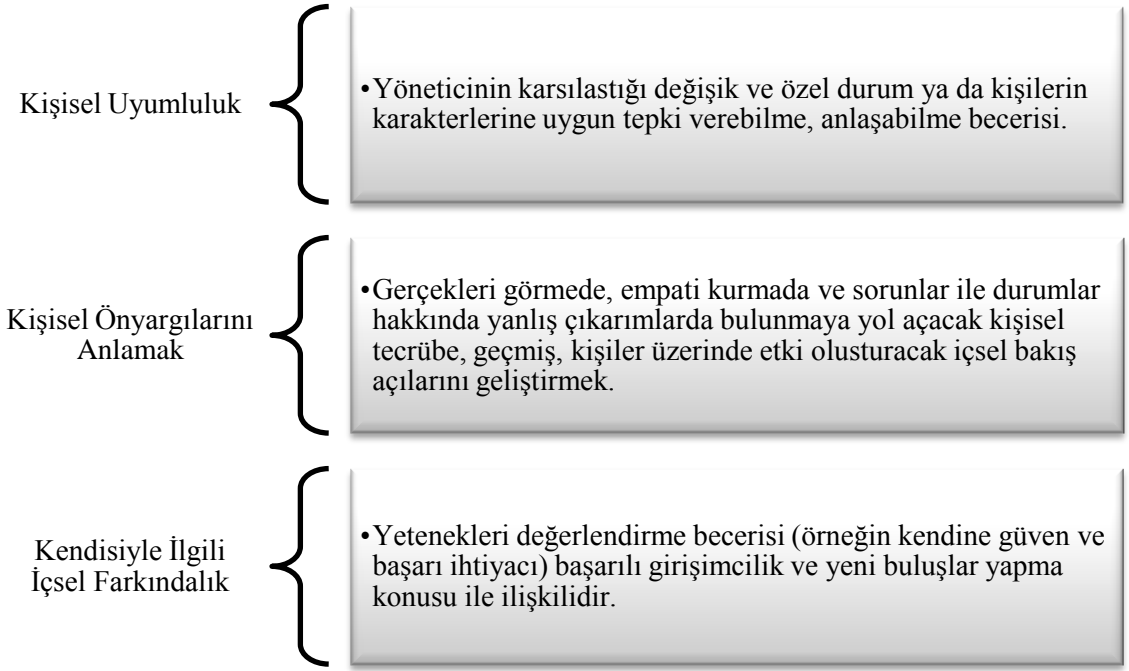 Kişisel Uyumluluk
•Yöneticinin karsılastığı değişik ve özel durum ya da kişilerin
karakterlerine uygun tepki verebilme, anlaşabilme becerisi.
Kişisel Önyargılarını
Anlamak
•Gerçekleri görmede, empati kurmada ve sorunlar ile durumlar
hakkında yanlış çıkarımlarda bulunmaya yol açacak kişisel
tecrübe, geçmiş, kişiler üzerinde etki olusturacak içsel bakış
açılarını geliştirmek.
Kendisiyle İlgili
İçsel Farkındalık
•Yetenekleri değerlendirme becerisi (örneğin kendine güven ve
başarı ihtiyacı) başarılı girişimcilik ve yeni buluşlar yapma
konusu ile ilişkilidir.